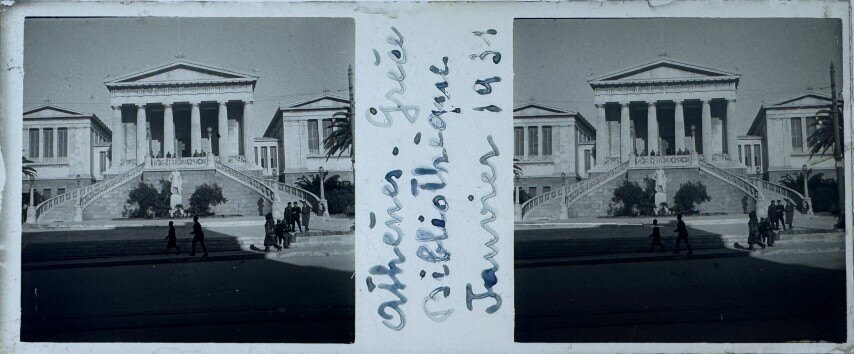 Athènes. Grèce
Bibliothèque
Janvier 1931.